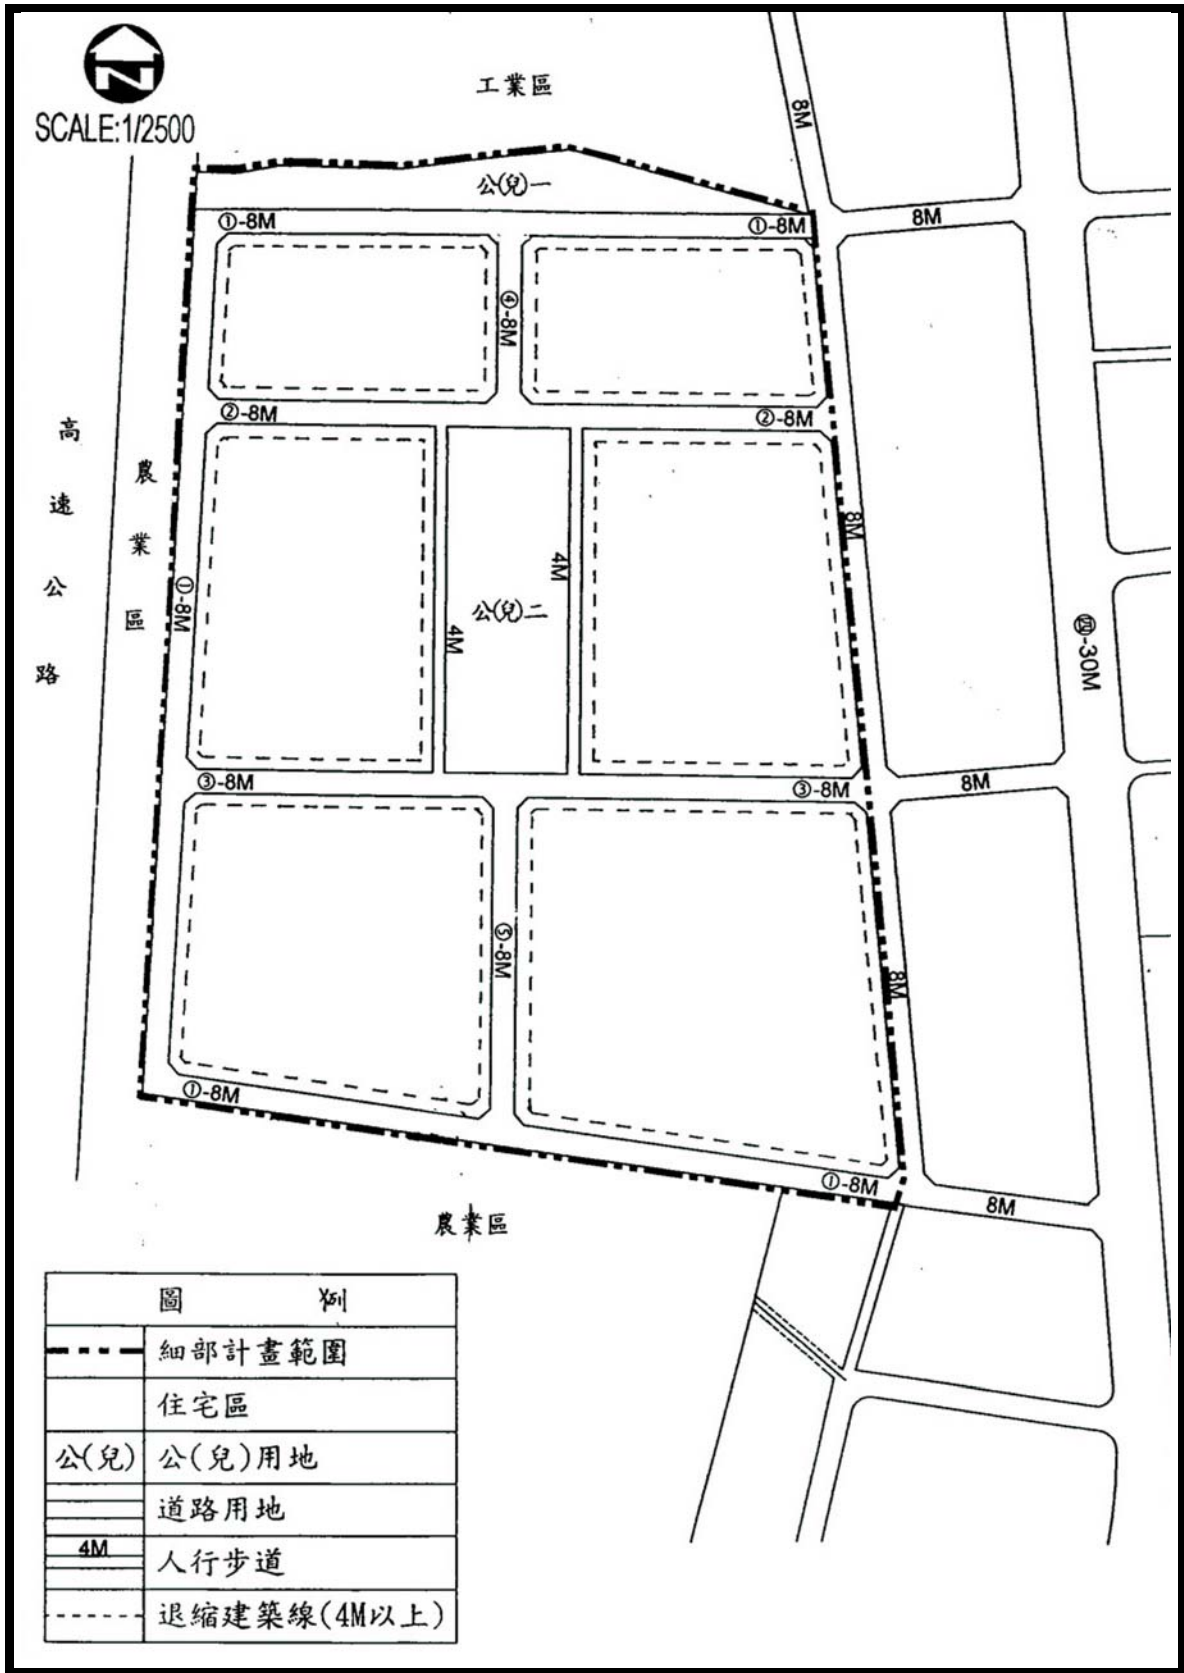 N
SCALE:1/2500
工業區
8M
公(兒)一
①-8M
①-8M
8M
④-8M
②-8M
②-8M
高速公路
農業區
8M
①-8M
4M
4M
公(兒)二
㊃-30M
③-8M
③-8M
8M
⑤-8M
8M
①-8M
①-8M
8M
農業區
圖例
細部計畫範圍
住宅區
公(兒) 公(兒)用地
道路用地
4M 人行步道
退縮建築線(4M以上)